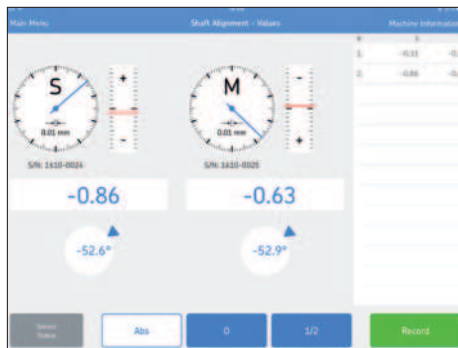 Main Menu
Shaft Alignment - Values
Machine Information
S
M
0.01 mm
0.01 mm
+
-
-
+
S/N: 1610-0024
S/N: 1610-0025
-0.86
-0.63
-52.6°
-52.9°
Abs
0
1/2
Record
1. -0.11
2. -0.86